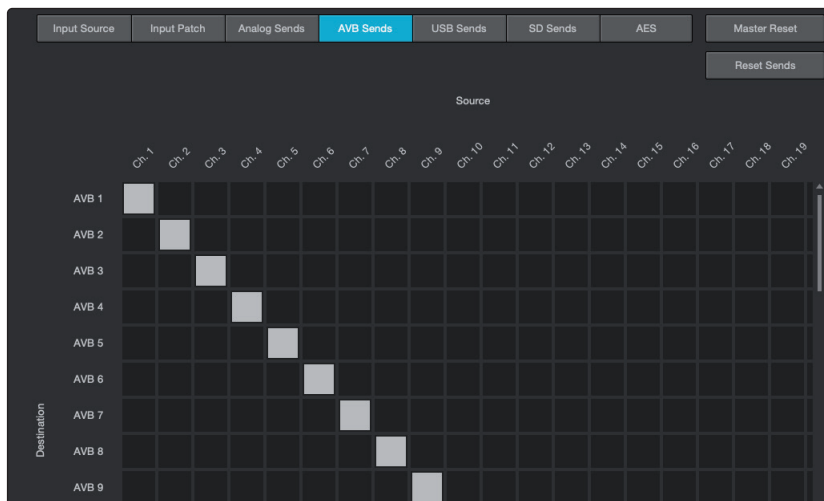 Input Source Input Patch Analog Sends AVB Sends USB Sends SD Sends AES Master Reset
Reset Sends
Source
Ch. 1 Ch. 2 Ch. 3 Ch. 4 Ch. 5 Ch. 6 Ch. 7 Ch. 8 Ch. 9 Ch. 10 Ch. 11 Ch. 12 Ch. 13 Ch. 14 Ch. 15 Ch. 16 Ch. 17 Ch. 18 Ch. 19
AVB 1
AVB 2
AVB 3
AVB 4
AVB 5
AVB 6
AVB 7
AVB 8
AVB 9
Destination